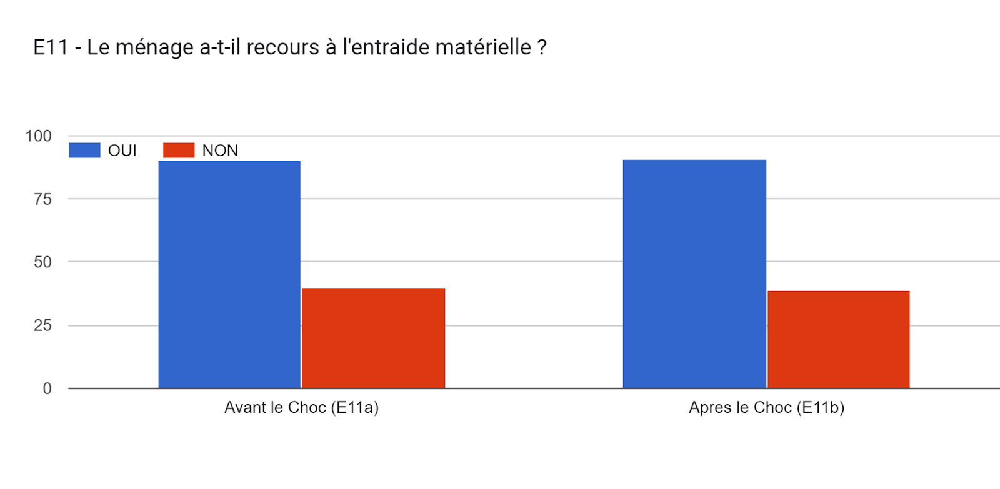 E11 - Le ménage a-t-il recours à l'entraide matérielle ?
100
OUI NON
75
50
25
0
Avant le Choc (E11a) Apres le Choc (E11b)